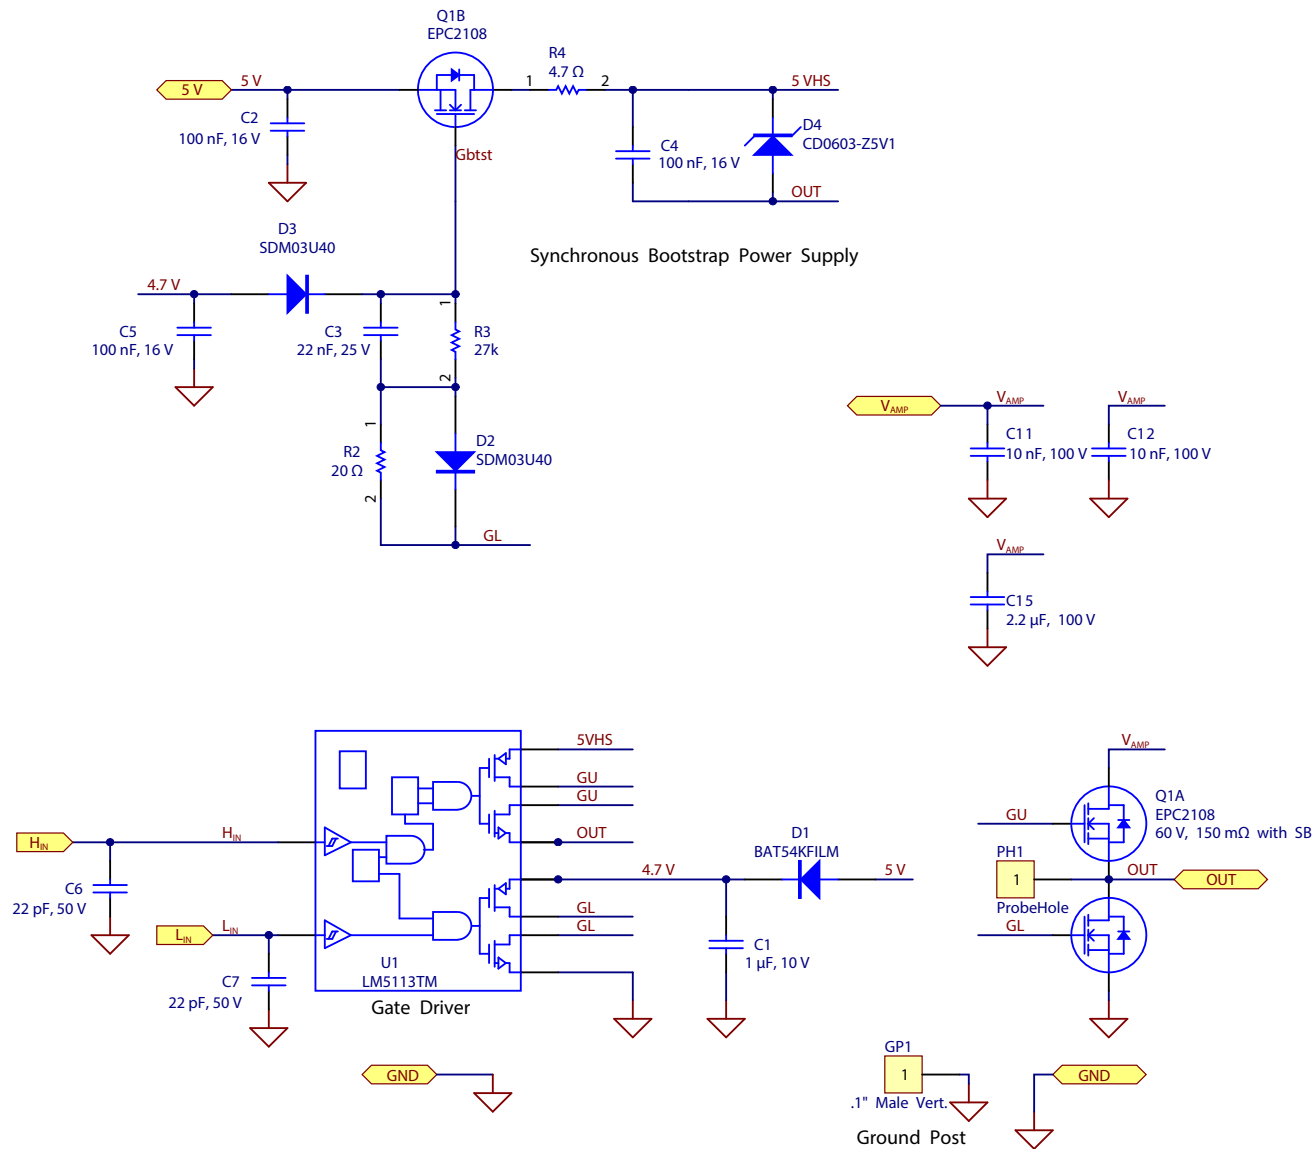 Q1B
EPC2108
R4
4.7 Ω
5 V
5 V
1
2
5 VHS
C2
100 nF, 16 V
Gbtst
C4
100 nF, 16 V
D4
CD0603-Z5V1
OUT
D3
SDM03U40
Synchronous Bootstrap Power Supply
4.7 V
1
C5
100 nF, 16 V
C3
22 nF, 25 V
R3
27k
2
1
R2
20 Ω
2
D2
SDM03U40
GL
VAMP
VAMP
VAMP
C11
10 nF, 100 V
C12
10 nF, 100 V
VAMP
C15
2.2 µF, 100 V
5VHS
GU
GU
OUT
4.7 V
GL
GL
HIN
HIN
C6
22 pF, 50 V
LIN
LIN
C7
22 pF, 50 V
U1
LM5113TM
Gate Driver
D1
BAT54KFILM
5 V
C1
1 µF, 10 V
VAMP
GU
Q1A
EPC2108
60 V, 150 mΩ with SB
PH1
1
ProbeHole
OUT
OUT
GL
GND
GP1
1
.1" Male Vert.
Ground Post
GND